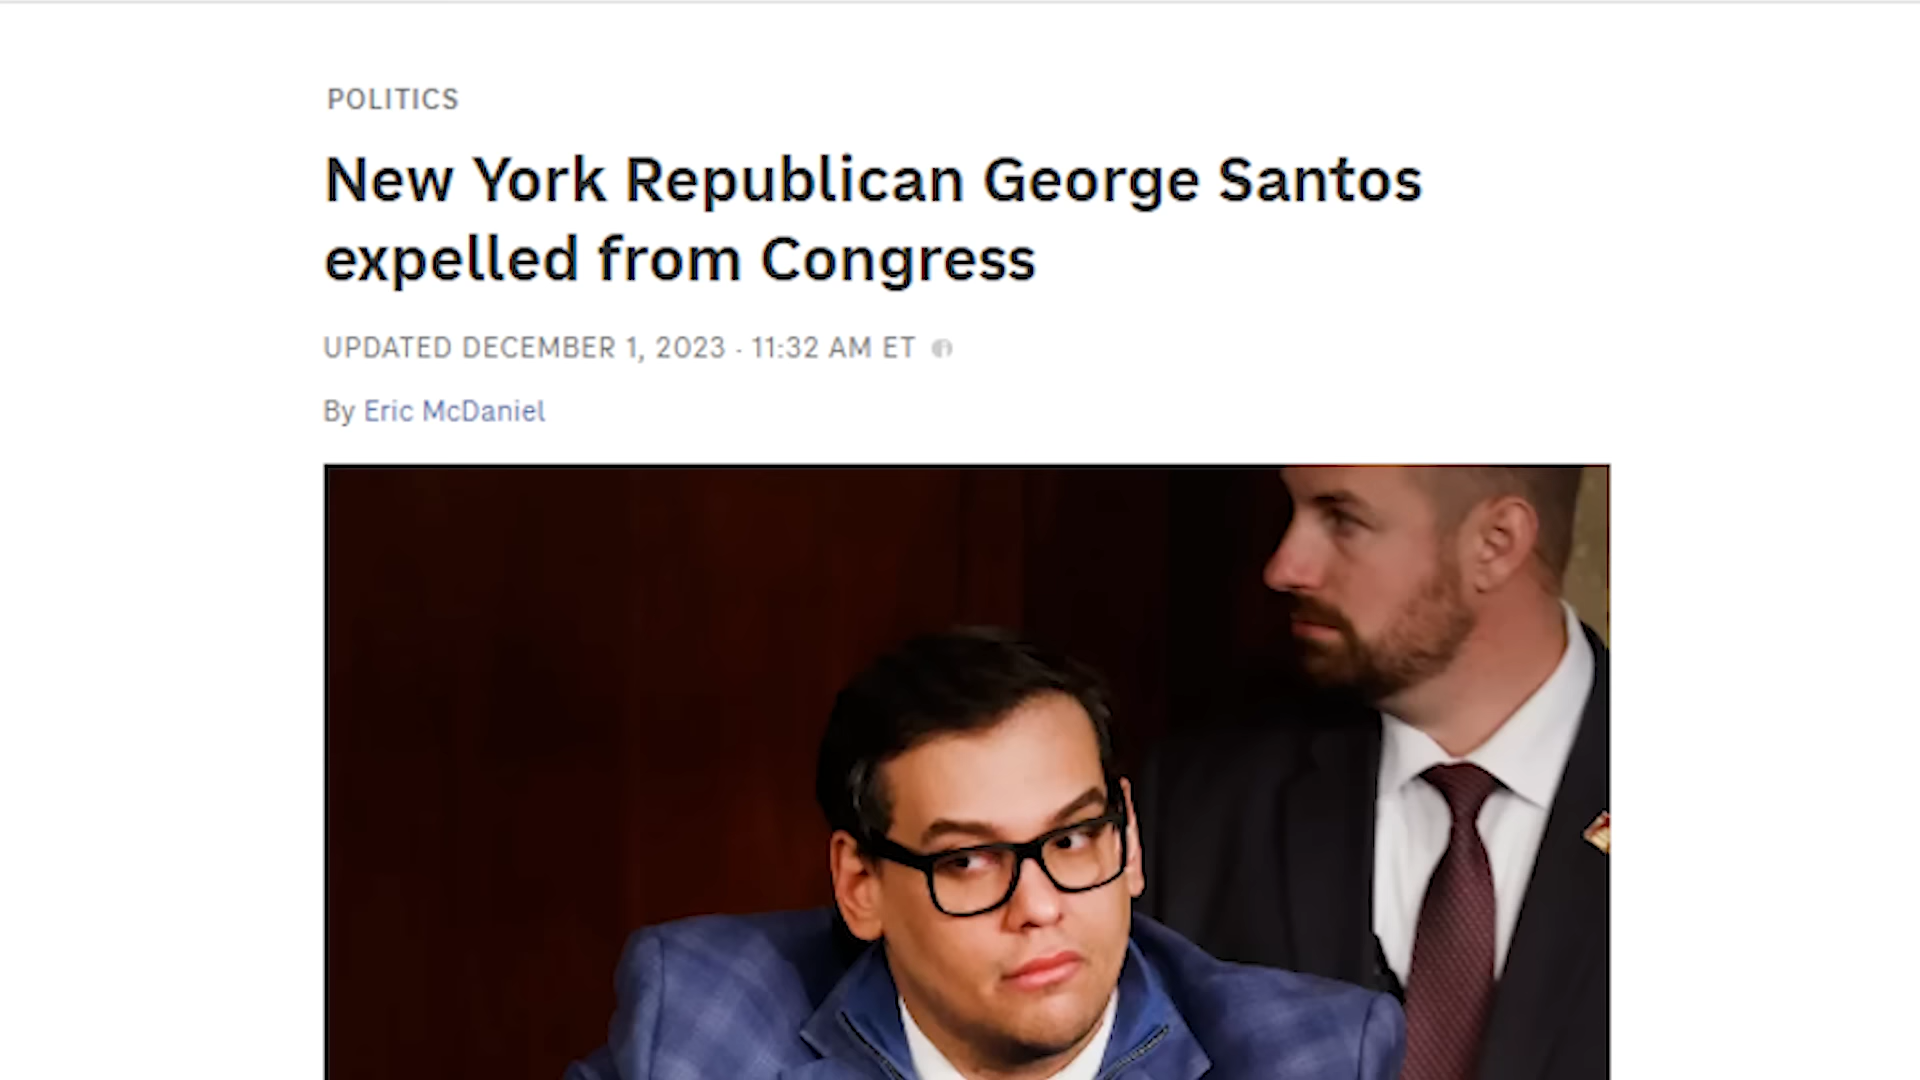 POLITICS
New York Republican George Santos
expelled from Congress
UPDATED DECEMBER 1, 2023 · 11:32 AM ET
By Eric McDaniel